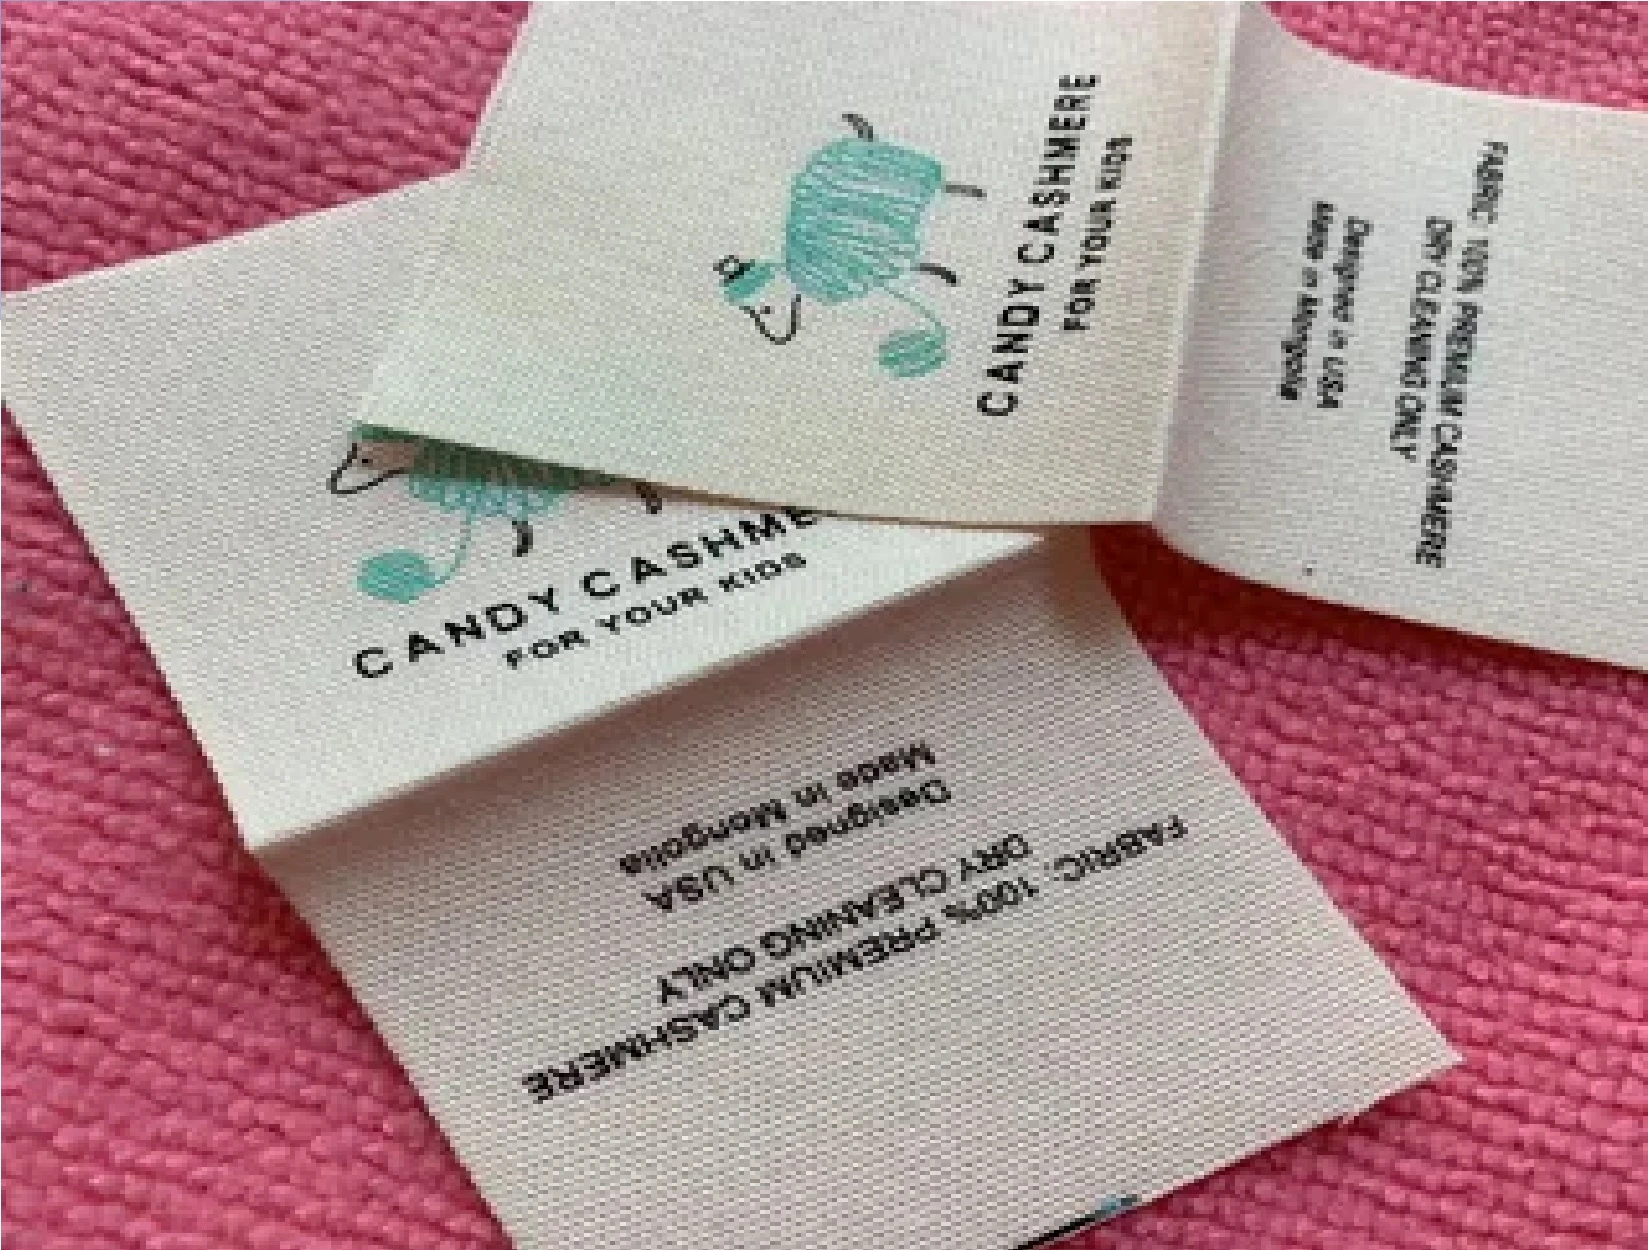 CANDY CASHMERE
FOR YOUR KIDS
FABRIC: 100% PREMIUM CASHMERE
DRY CLEANING ONLY
Designed in USA
Made in Mongolia
CANDY CASHME
FOR YOUR KIDS
FABRIC: 100% PREMIUM CASHMERE
DRY CLEANING ONLY
Designed in USA
Made in Mongolia